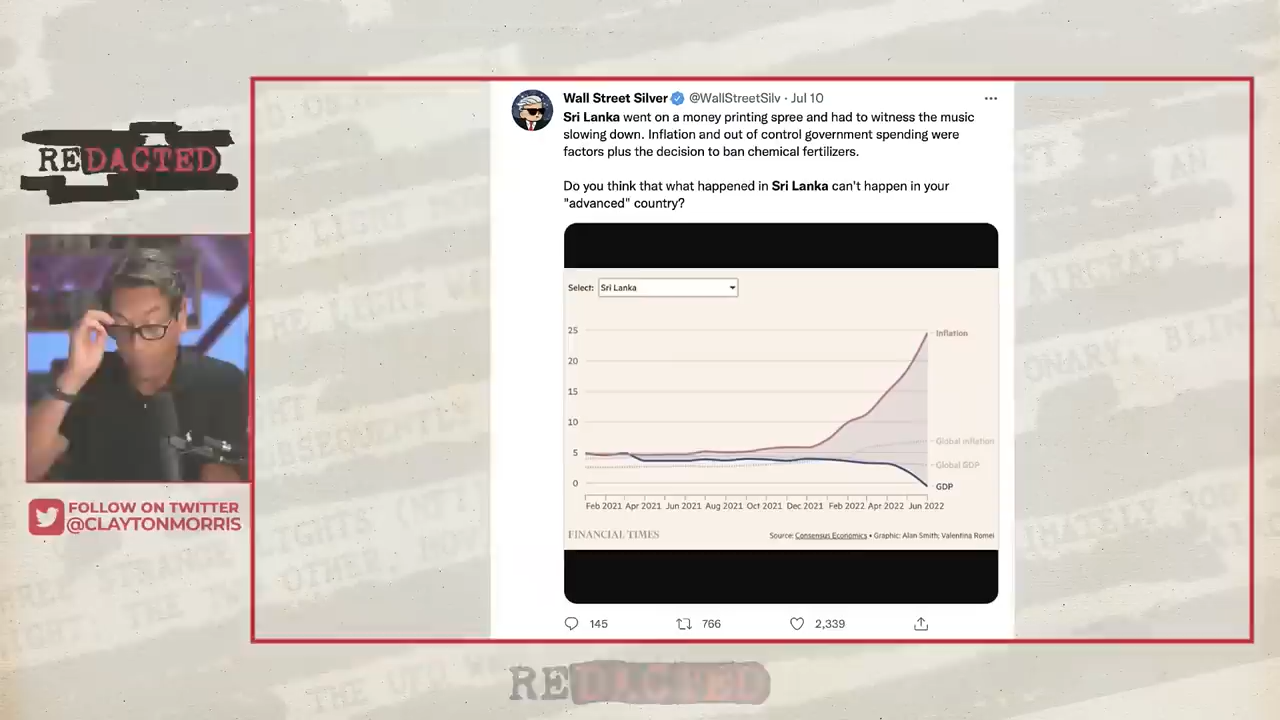 REDACTED
FOLLOW ON TWITTER
@CLAYTONMORRIS
Wall Street Silver @WallStreetSilv · Jul 10
Sri Lanka went on a money printing spree and had to witness the music
slowing down. Inflation and out of control government spending were
factors plus the decision to ban chemical fertilizers.
Do you think that what happened in Sri Lanka can't happen in your
"advanced" country?
Select: Sri Lanka
25
20
15
10
5
0
Inflation
Global inflation
Global GDP
GDP
Feb 2021 Apr 2021 Jun 2021 Aug 2021 Oct 2021 Dec 2021 Feb 2022 Apr 2022 Jun 2022
FINANCIAL TIMES
Source: Consensus Economics • Graphic: Alan Smith; Valentina Romei
145 766 2,339
REDACTED